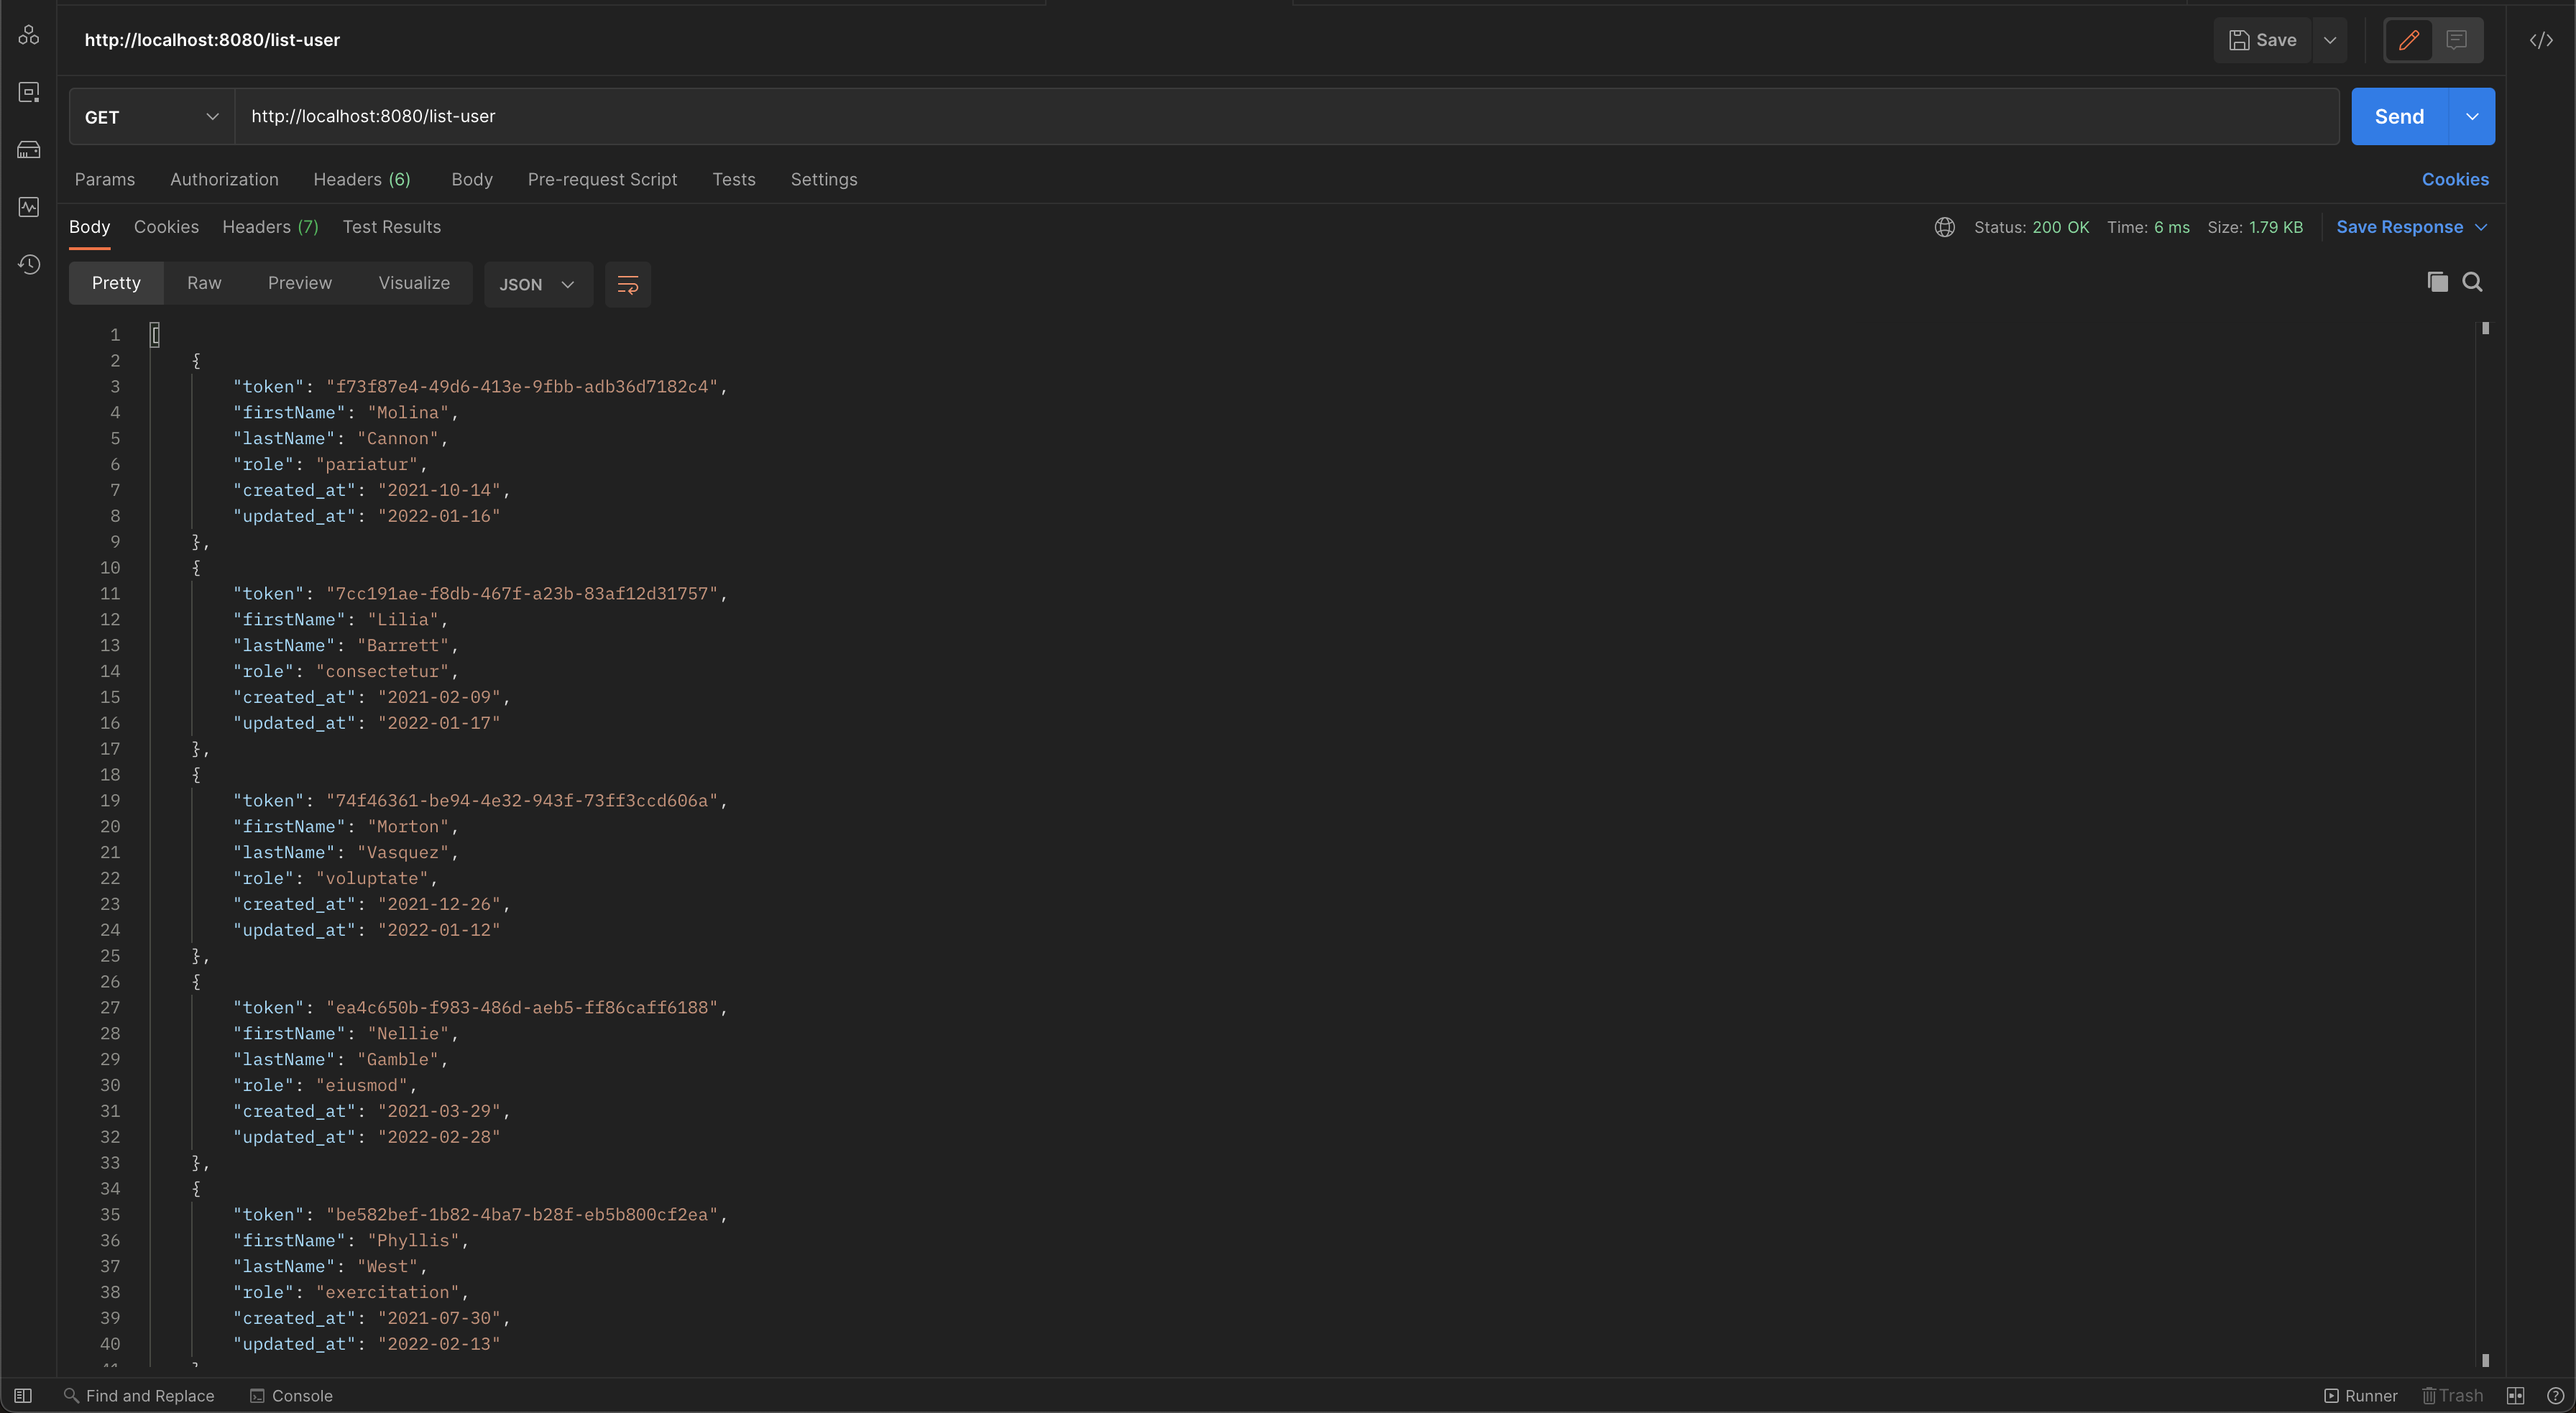 http://localhost:8080/list-user
Save
GET http://localhost:8080/list-user Send
Params Authorization Headers (6) Body Pre-request Script Tests Settings Cookies
Body Cookies Headers (7) Test Results Status: 200 OK Time: 6 ms Size: 1.79 KB Save Response
Pretty Raw Preview Visualize JSON
1 [
2 {
3 "token": "f73f87e4-49d6-413e-9fbb-adb36d7182c4",
4 "firstName": "Molina",
5 "lastName": "Cannon",
6 "role": "pariatur",
7 "created_at": "2021-10-14",
8 "updated_at": "2022-01-16"
9 },
10 {
11 "token": "7cc191ae-f8db-467f-a23b-83af12d31757",
12 "firstName": "Lilia",
13 "lastName": "Barrett",
14 "role": "consectetur",
15 "created_at": "2021-02-09",
16 "updated_at": "2022-01-17"
17 },
18 {
19 "token": "74f46361-be94-4e32-943f-73ff3ccd606a",
20 "firstName": "Morton",
21 "lastName": "Vasquez",
22 "role": "voluptate",
23 "created_at": "2021-12-26",
24 "updated_at": "2022-01-12"
25 },
26 {
27 "token": "ea4c650b-f983-486d-aeb5-ff86caff6188",
28 "firstName": "Nellie",
29 "lastName": "Gamble",
30 "role": "eiusmod",
31 "created_at": "2021-03-29",
32 "updated_at": "2022-02-28"
33 },
34 {
35 "token": "be582bef-1b82-4ba7-b28f-eb5b800cf2ea",
36 "firstName": "Phyllis",
37 "lastName": "West",
38 "role": "exercitation",
39 "created_at": "2021-07-30",
40 "updated_at": "2022-02-13"
Find and Replace Console Runner Trash